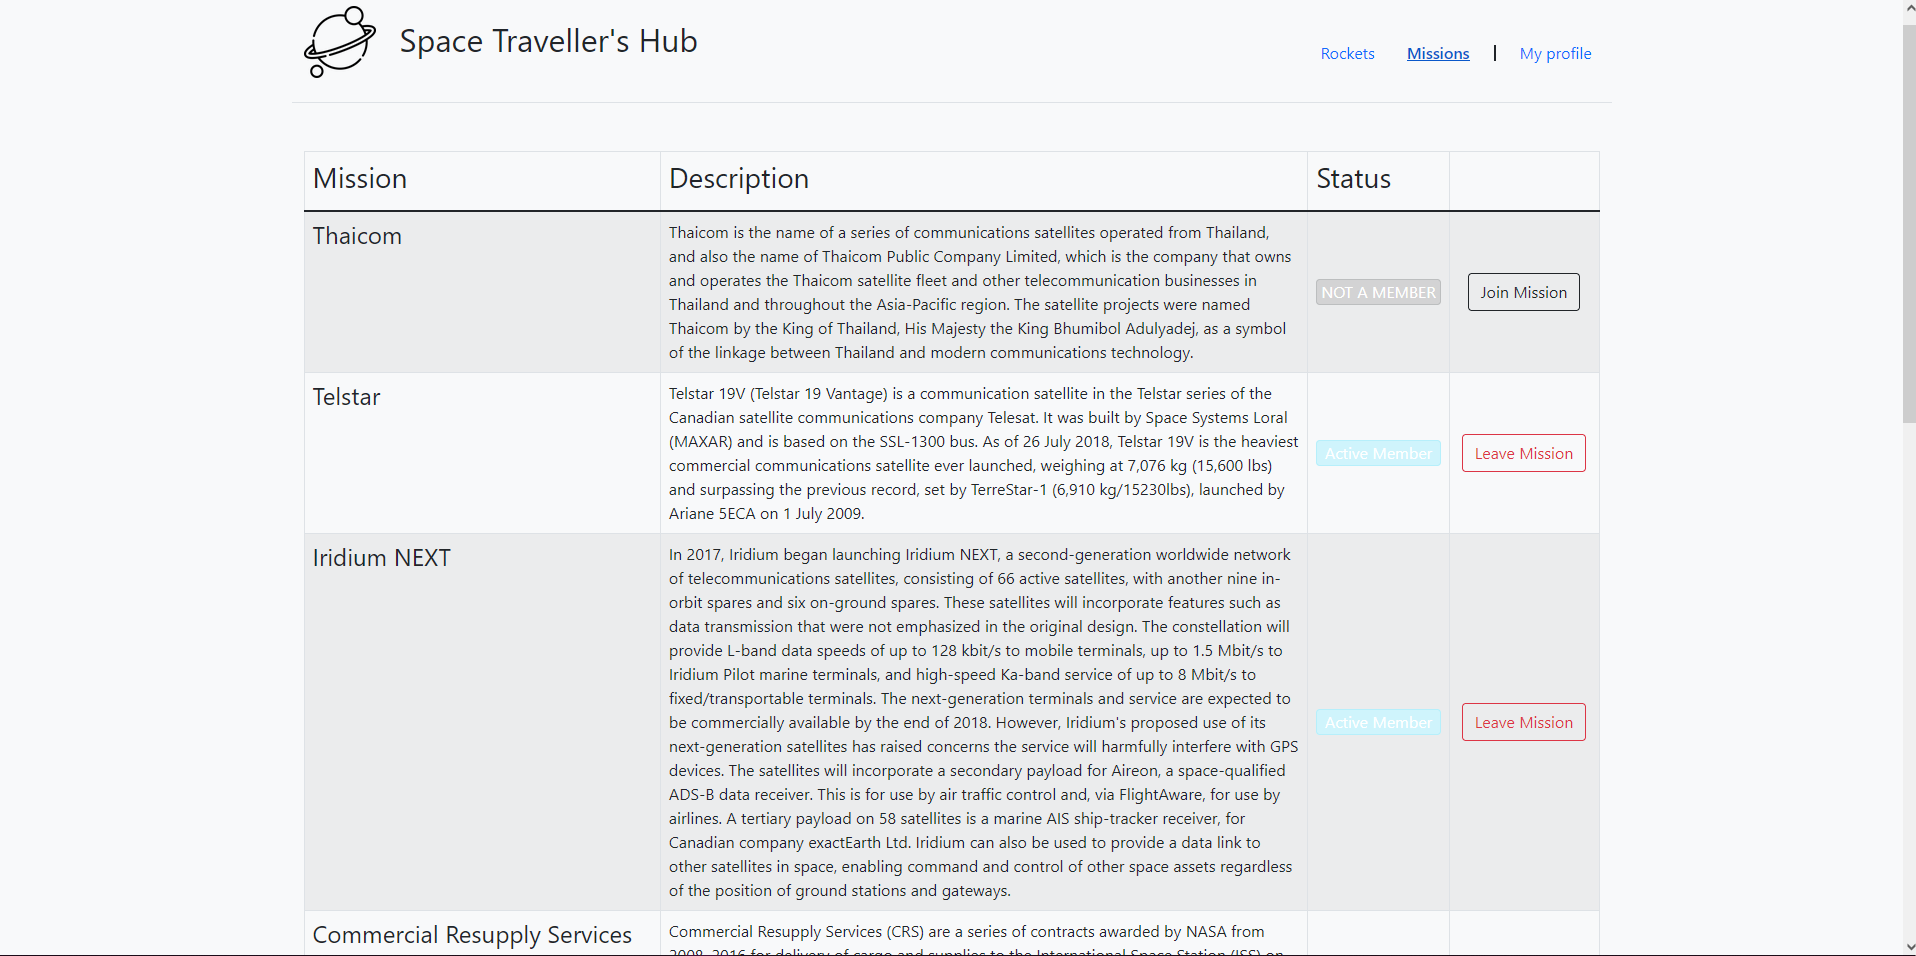 Space Traveller's Hub
Rockets
Missions
|
My profile
Mission
Description
Status
Thaicom
Thaicom is the name of a series of communications satellites operated from Thailand,
and also the name of Thaicom Public Company Limited, which is the company that owns
and operates the Thaicom satellite fleet and other telecommunication businesses in
Thailand and throughout the Asia-Pacific region. The satellite projects were named
Thaicom by the King of Thailand, His Majesty the King Bhumibol Adulyadej, as a symbol
of the linkage between Thailand and modern communications technology.
NOT A MEMBER
Join Mission
Telstar
Telstar 19V (Telstar 19 Vantage) is a communication satellite in the Telstar series of the
Canadian satellite communications company Telesat. It was built by Space Systems Loral
(MAXAR) and is based on the SSL-1300 bus. As of 26 July 2018, Telstar 19V is the heaviest
commercial communications satellite ever launched, weighing at 7,076 kg (15,600 lbs)
and surpassing the previous record, set by TerreStar-1 (6,910 kg/15230lbs), launched by
Ariane 5ECA on 1 July 2009.
Active Member
Leave Mission
Iridium NEXT
In 2017, Iridium began launching Iridium NEXT, a second-generation worldwide network
of telecommunications satellites, consisting of 66 active satellites, with another nine in-
orbit spares and six on-ground spares. These satellites will incorporate features such as
data transmission that were not emphasized in the original design. The constellation will
provide L-band data speeds of up to 128 kbit/s to mobile terminals, up to 1.5 Mbit/s to
Iridium Pilot marine terminals, and high-speed Ka-band service of up to 8 Mbit/s to
fixed/transportable terminals. The next-generation terminals and service are expected to
be commercially available by the end of 2018. However, Iridium's proposed use of its
next-generation satellites has raised concerns the service will harmfully interfere with GPS
devices. The satellites will incorporate a secondary payload for Aireon, a space-qualified
ADS-B data receiver. This is for use by air traffic control and, via FlightAware, for use by
airlines. A tertiary payload on 58 satellites is a marine AIS ship-tracker receiver, for
Canadian company exactEarth Ltd. Iridium can also be used to provide a data link to
other satellites in space, enabling command and control of other space assets regardless
of the position of ground stations and gateways.
Active Member
Leave Mission
Commercial Resupply Services
Commercial Resupply Services (CRS) are a series of contracts awarded by NASA from
2008–2016 for delivery of cargo and supplies to the International Space Station (ISS) on